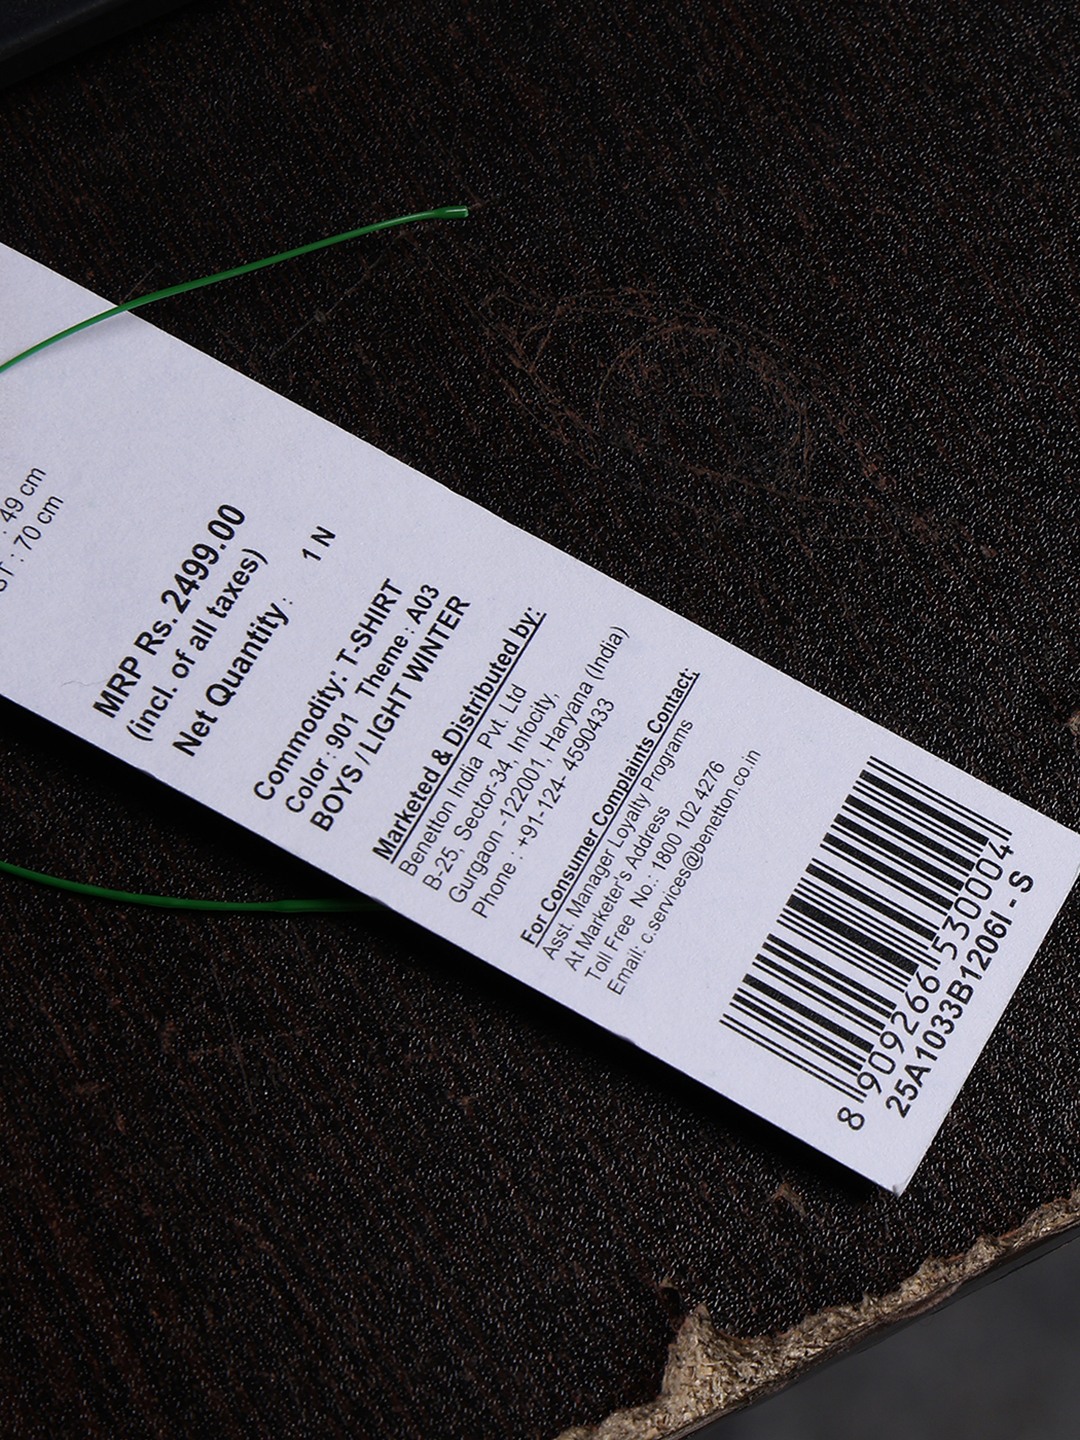 : 49 cm
ST : 70 cm
MRP Rs. 2499.00
(incl. of all taxes)
Net Quantity : 1 N
Commodity: T-SHIRT
Color : 901 Theme : A03
BOYS / LIGHT WINTER
Marketed & Distributed by:
Benetton India Pvt. Ltd
B-25, Sector-34, Infocity,
Gurgaon - 122001, Haryana (India)
Phone : +91-124- 4590433
For Consumer Complaints Contact:
Asst. Manager Loyalty Programs
At Marketer's Address
Toll Free No.: 1800 102 4276
Email: c.services@benetton.co.in
8 909266 530004
25A1033B1206I - S